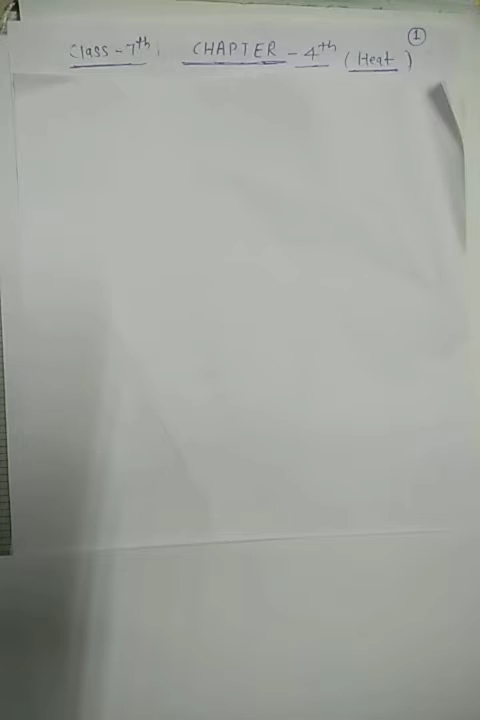 ①
Class - 7th, CHAPTER - 4th (Heat)